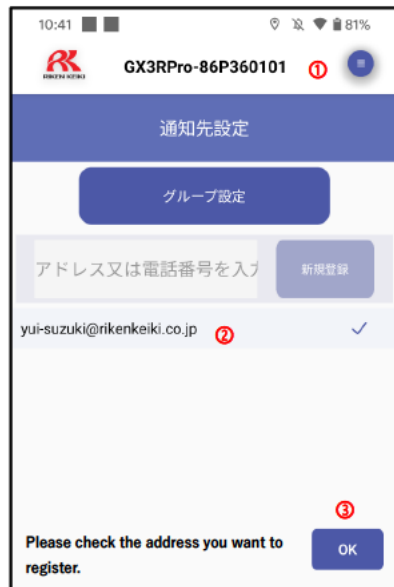 10:41
81%
RIKEN KEIKI
GX3RPro-86P360101
①
通知先設定
グループ設定
アドレス又は電話番号を入力
新規登録
yui-suzuki@rikenkeiki.co.jp
②
③
Please check the address you want to
register.
OK